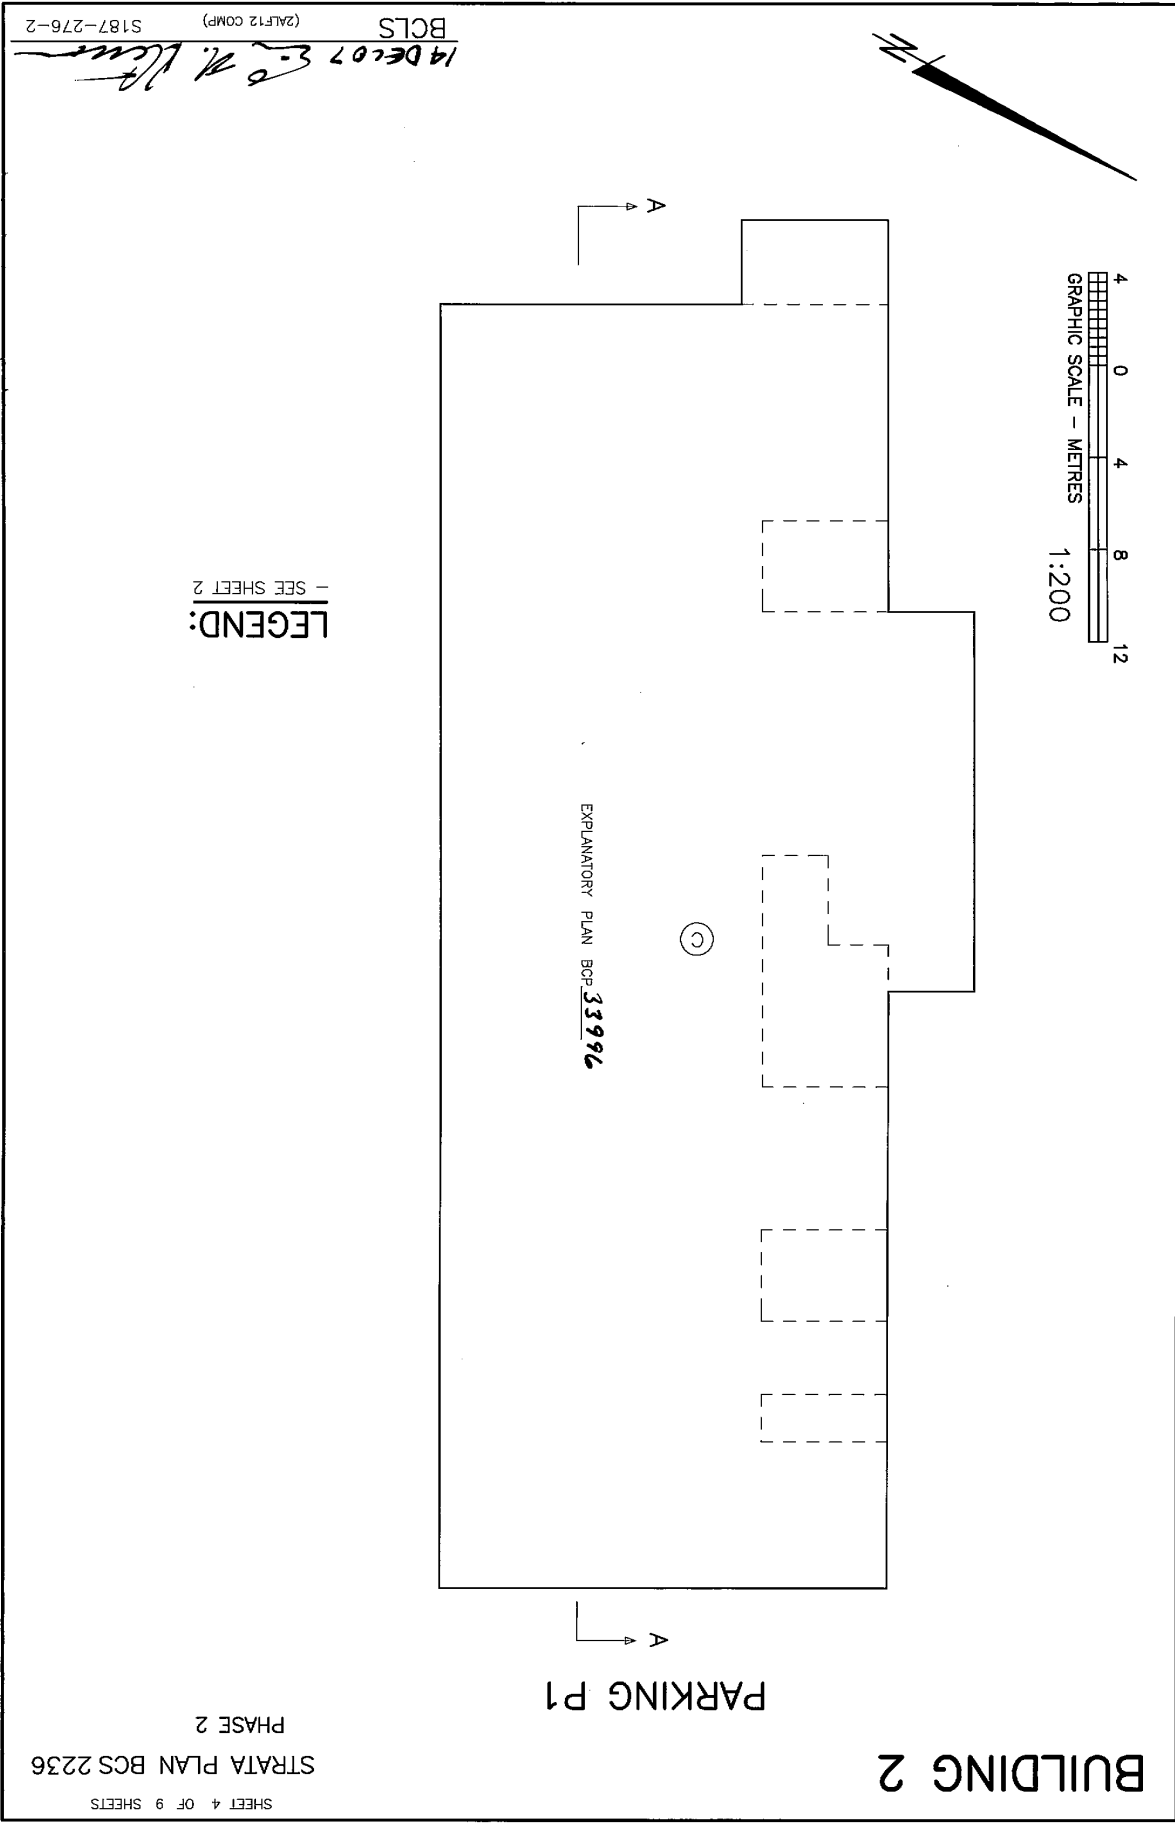 SHEET 4 OF 9 SHEETS
STRATA PLAN BCS 2236
PHASE 2
BUILDING 2
PARKING P1
A
EXPLANATORY PLAN BCP 33996
C
LEGEND:
- SEE SHEET 2
4 0 4 8 12
GRAPHIC SCALE - METRES
1:200
A
N
14 DEC 07
BCLS
(2ALF12 COMP)
S187-276-2